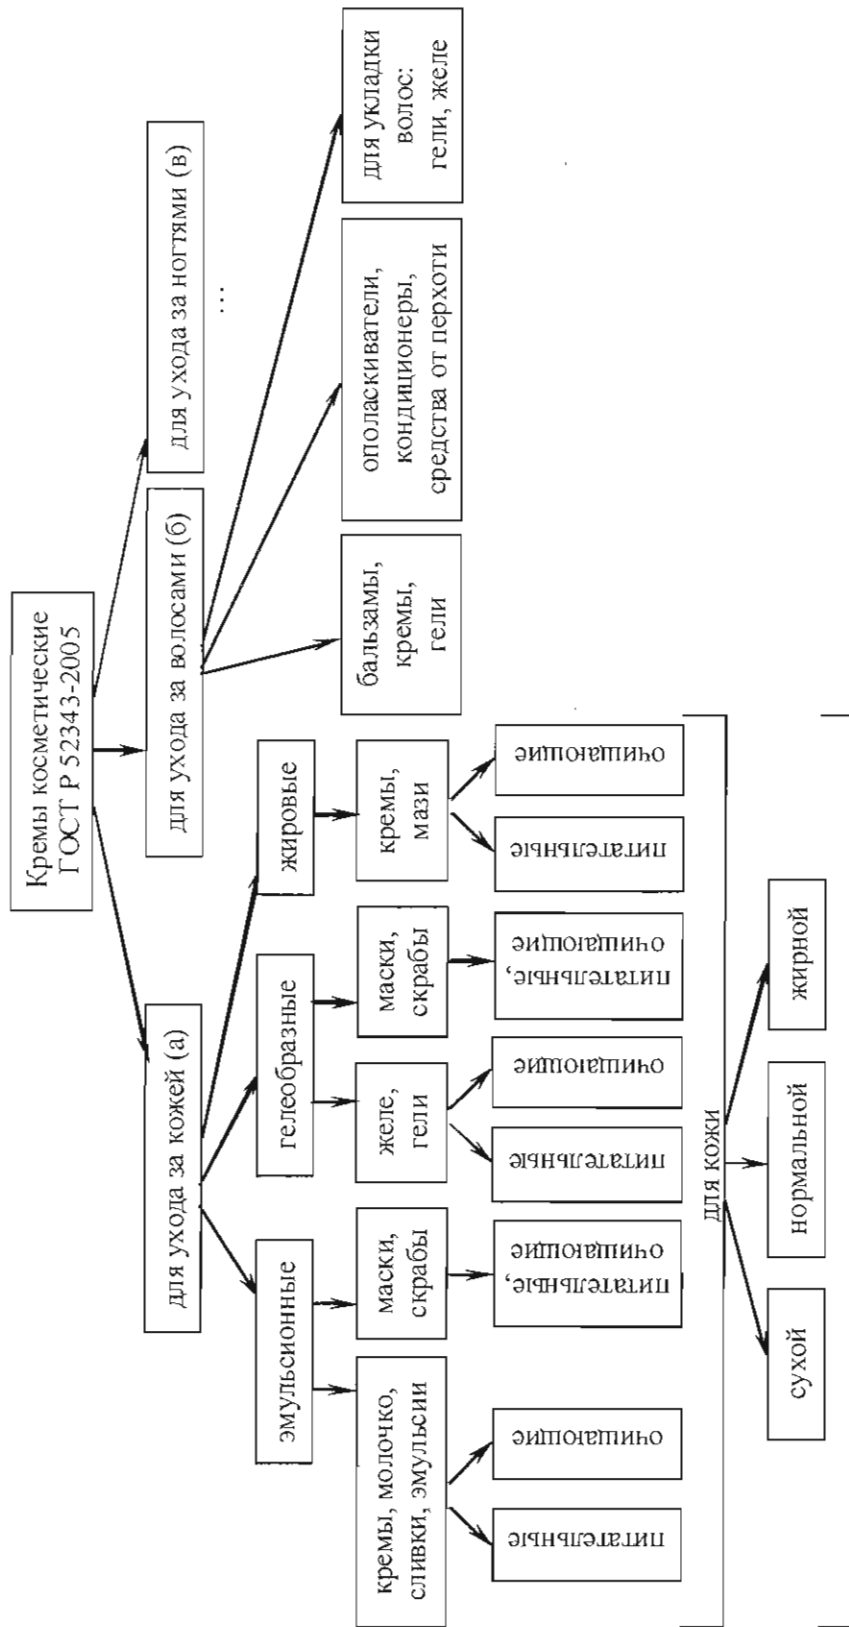 Кремы косметические
ГОСТ Р 52343-2005
для ухода за кожей (а)
для ухода за волосами (б)
для ухода за ногтями (в)
...
эмульсионные
гелеобразные
жировые
кремы, молочко,
сливки, эмульсии
маски,
скрабы
желе,
гели
маски,
скрабы
кремы,
мази
бальзамы,
кремы,
гели
ополаскиватели,
кондиционеры,
средства от перхоти
для укладки
волос:
гели, желе
питательные
очищающие
питательные,
очищающие
питательные
очищающие
питательные,
очищающие
питательные
очищающие
для кожи
сухой
нормальной
жирной